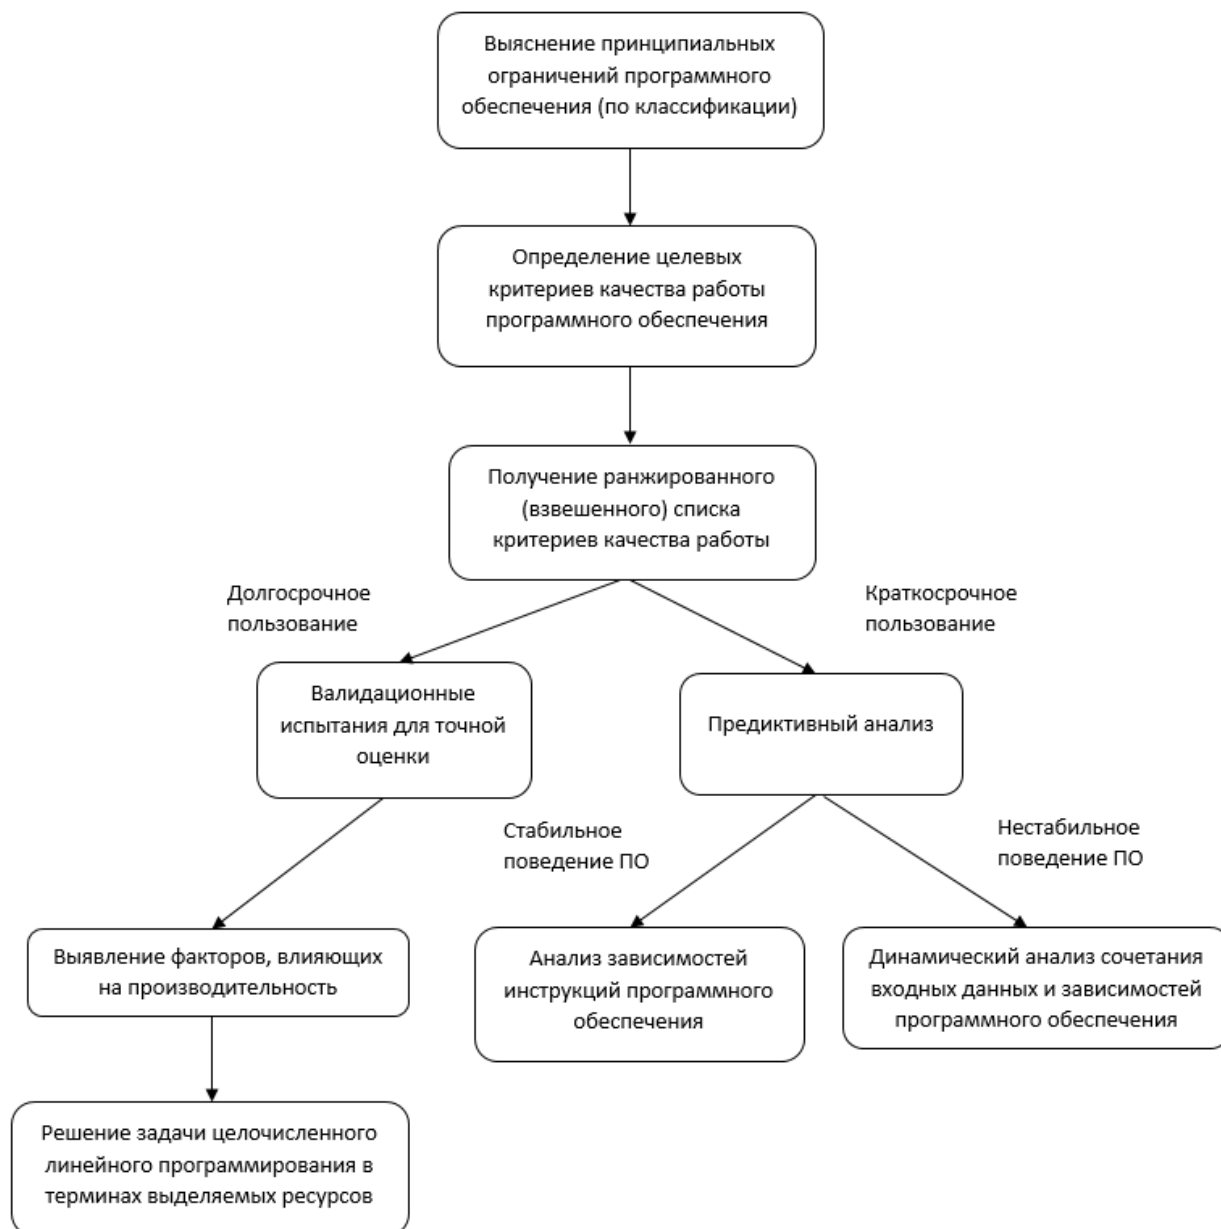 Выяснение принципиальных
ограничений программного
обеспечения (по классификации)
Определение целевых
критериев качества работы
программного обеспечения
Получение ранжированного
(взвешенного) списка
критериев качества работы
Долгосрочное
пользование
Краткосрочное
пользование
Валидационные
испытания для точной
оценки
Предиктивный анализ
Стабильное
поведение ПО
Нестабильное
поведение ПО
Выявление факторов, влияющих
на производительность
Анализ зависимостей
инструкций программного
обеспечения
Динамический анализ сочетания
входных данных и зависимостей
программного обеспечения
Решение задачи целочисленного
линейного программирования в
терминах выделяемых ресурсов